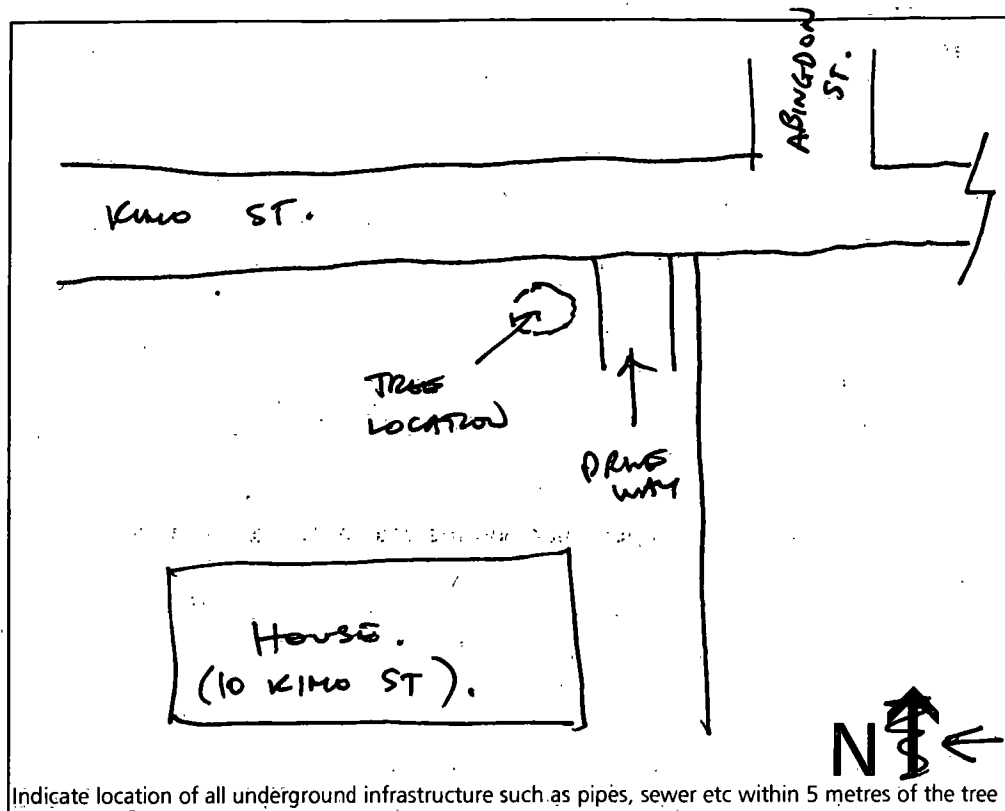 ABINGDON
ST.
KIMO ST.
TREE
LOCATION
DRIVE
WAY
HOUSE.
(10 KIMO ST).
N
Indicate location of all underground infrastructure such as pipes, sewer etc within 5 metres of the tree